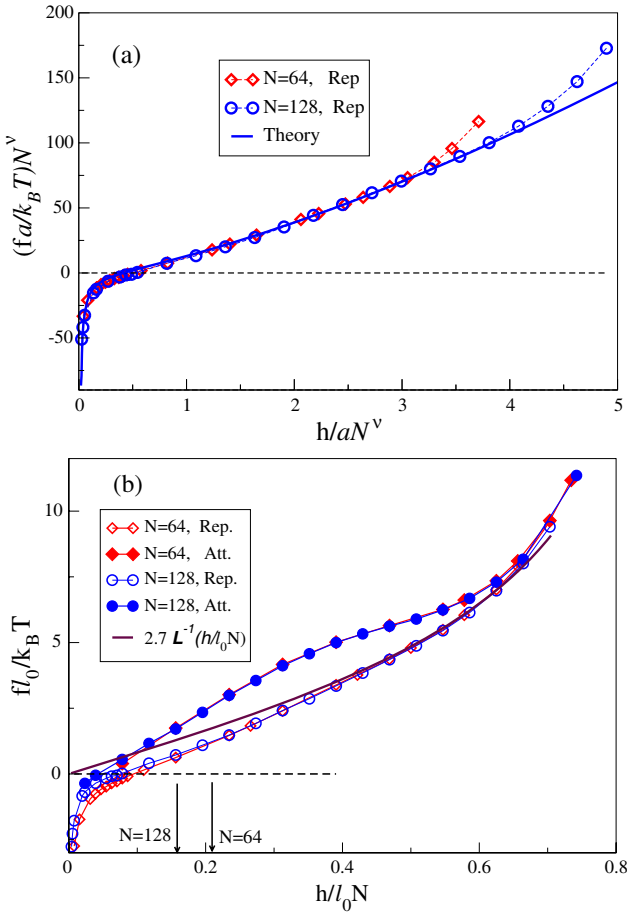 200
(a)
150
N=64, Rep
N=128, Rep
Theory
100
50
0
-50
(fa/k_BT)N^ν
0 1 2 3 4 5
h/aN^ν
(b)
10
N=64, Rep.
N=64, Att.
N=128, Rep.
N=128, Att.
2.7 L^-1(h/l_0N)
5
0
fl_0/k_BT
N=128
N=64
0 0.2 0.4 0.6 0.8
h/l_0N